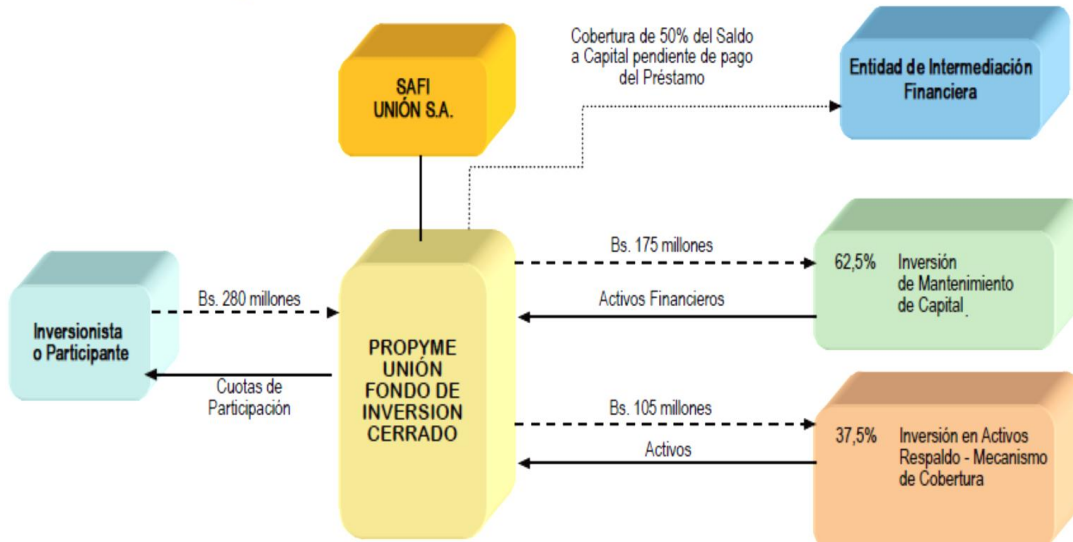 SAFI
UNIÓN S.A.
Cobertura de 50% del Saldo
a Capital pendiente de pago
del Préstamo
Entidad de Intermediación
Financiera
Inversionista
o Participante
Bs. 280 millones
Cuotas de
Participación
PROPYME
UNIÓN
FONDO DE
INVERSION
CERRADO
Bs. 175 millones
Activos Financieros
62,5% Inversión
de Mantenimiento
de Capital
Bs. 105 millones
Activos
37,5% Inversión en Activos
Respaldo - Mecanismo
de Cobertura